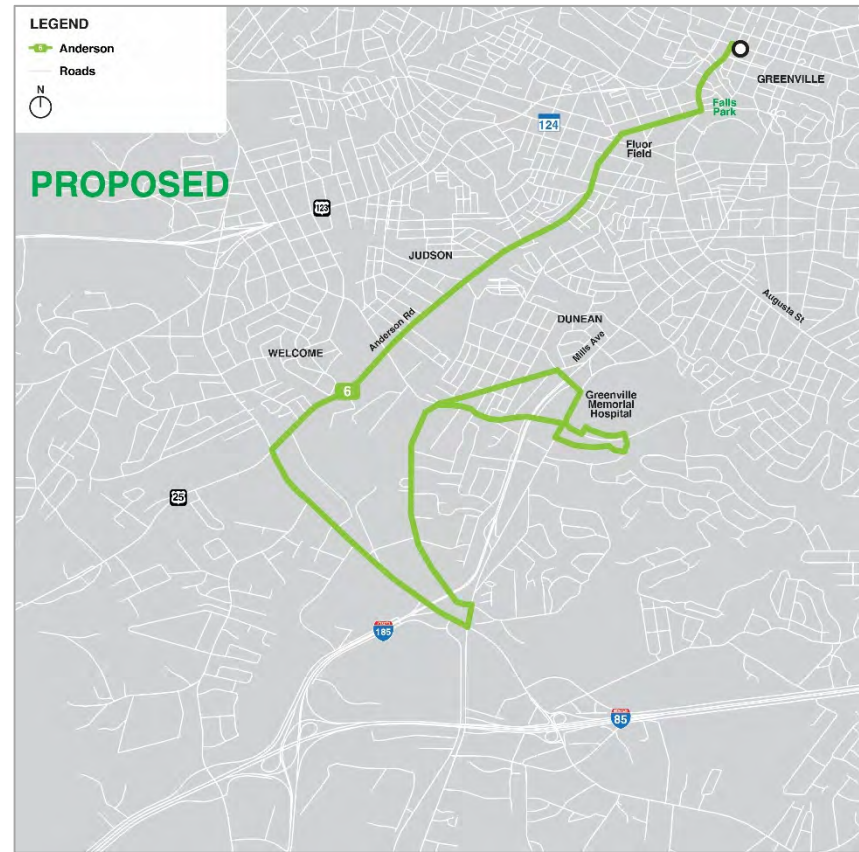 LEGEND
6 Anderson
Roads
N
PROPOSED
GREENVILLE
Falls
Park
124
Fluor
Field
123
JUDSON
Augusta St
Anderson Rd
DUNEAN
WELCOME
Mills Ave
6
Greenville
Memorial
Hospital
25
185
85